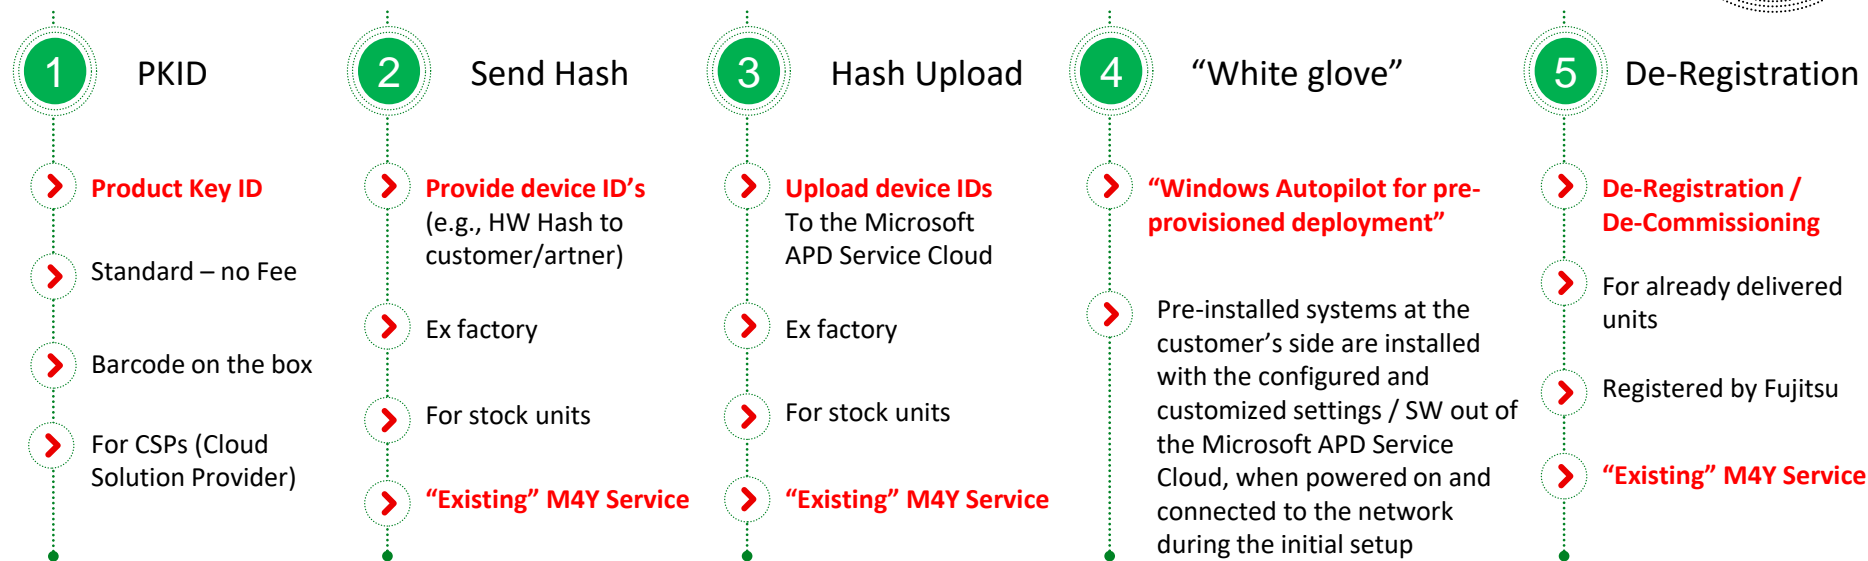 1
PKID
Product Key ID
Standard – no Fee
Barcode on the box
For CSPs (Cloud
Solution Provider)
2
Send Hash
Provide device ID’s
(e.g., HW Hash to
customer/artner)
Ex factory
For stock units
“Existing” M4Y Service
3
Hash Upload
Upload device IDs
To the Microsoft
APD Service Cloud
Ex factory
For stock units
“Existing” M4Y Service
4
“White glove”
“Windows Autopilot for pre-
provisioned deployment”
Pre-installed systems at the
customer’s side are installed
with the configured and
customized settings / SW out of
the Microsoft APD Service
Cloud, when powered on and
connected to the network
during the initial setup
5
De-Registration
De-Registration /
De-Commissioning
For already delivered
units
Registered by Fujitsu
“Existing” M4Y Service